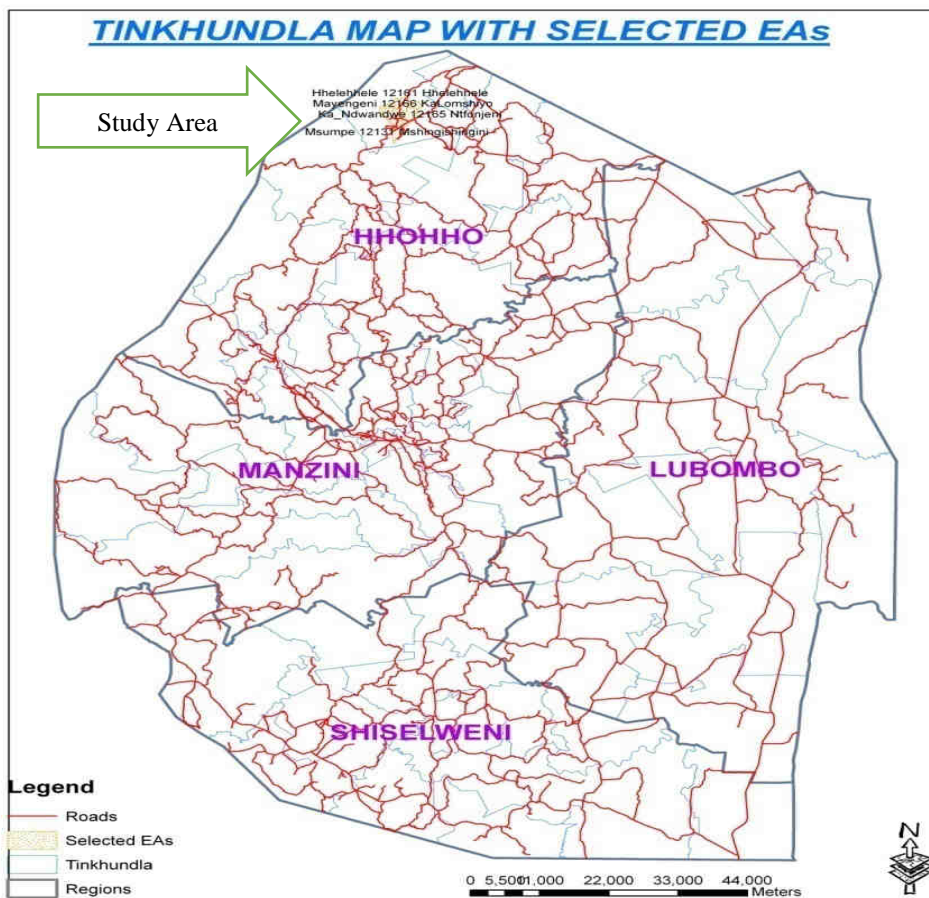 TINKHUNDLA MAP WITH SELECTED EAs
Study Area
Hhelehhele 12161 Hhelehhele
Mayengeni 12166 KaLomshiyo
Ka_Ndwandwe 12165 Ntfonjeni
Msumpe 12131 Mshingishingini
HHOHHO
MANZINI
LUBOMBO
SHISELWENI
Legend
Roads
Selected EAs
Tinkhundla
Regions
N
0 5,500 11,000 22,000 33,000 44,000
Meters